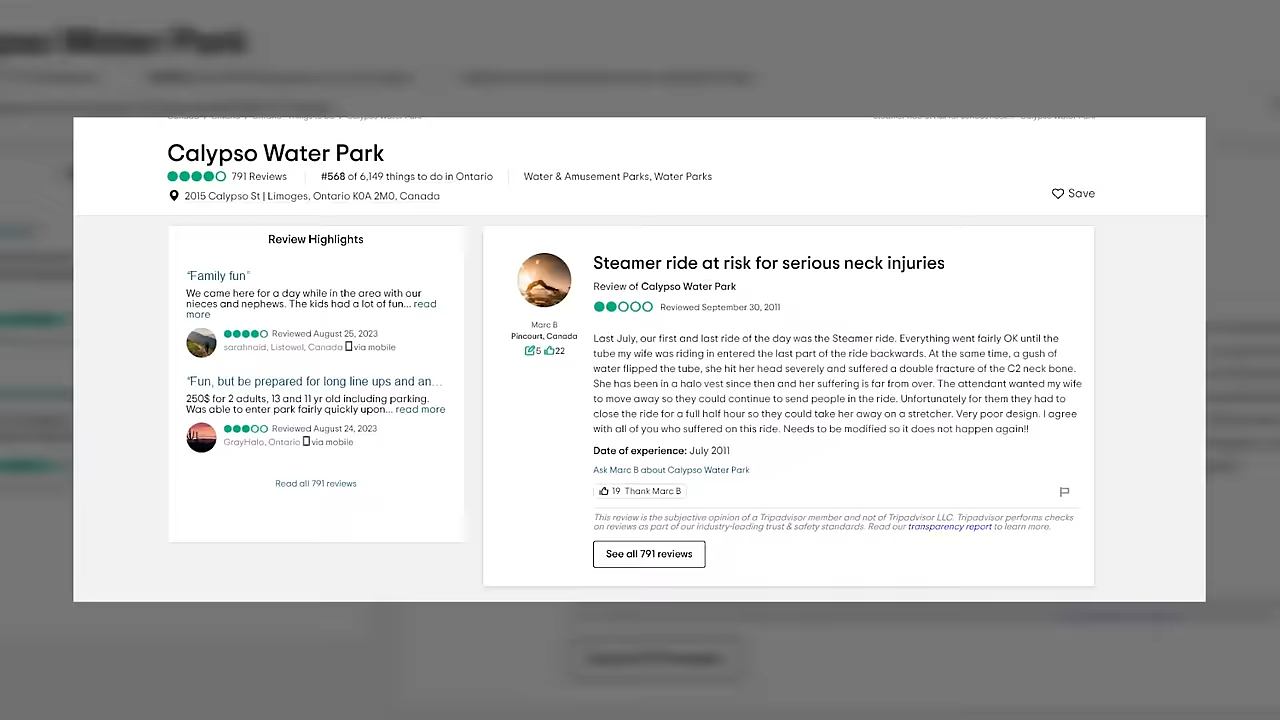 Calypso Water Park
791 Reviews
#568 of 6,149 things to do in Ontario
Water & Amusement Parks, Water Parks
2015 Calypso St | Limoges, Ontario K0A 2M0, Canada
Save
Review Highlights
"Family fun"
We came here for a day while in the area with our
nieces and nephews. The kids had a lot of fun... read
more
Reviewed August 25, 2023
sarahnaid, Listowel, Canada via mobile
"Fun, but be prepared for long line ups and an...
250$ for 2 adults, 13 and 11 yr old including parking.
Was able to enter park fairly quickly upon... read more
Reviewed August 24, 2023
GrayHalo, Ontario via mobile
Read all 791 reviews
Marc B
Pincourt, Canada
5 22
Steamer ride at risk for serious neck injuries
Review of Calypso Water Park
Reviewed September 30, 2011
Last July, our first and last ride of the day was the Steamer ride. Everything went fairly OK until the
tube my wife was riding in entered the last part of the ride backwards. At the same time, a gush of
water flipped the tube, she hit her head severely and suffered a double fracture of the C2 neck bone.
She has been in a halo vest since then and her suffering is far from over. The attendant wanted my wife
to move away so they could continue to send people in the ride. Unfortunately for them they had to
close the ride for a full half hour so they could take her away on a stretcher. Very poor design. I agree
with all of you who suffered on this ride. Needs to be modified so it does not happen again!!
Date of experience: July 2011
Ask Marc B about Calypso Water Park
19 Thank Marc B
This review is the subjective opinion of a Tripadvisor member and not of Tripadvisor LLC. Tripadvisor performs checks
on reviews as part of our industry-leading trust & safety standards. Read our transparency report to learn more.
See all 791 reviews